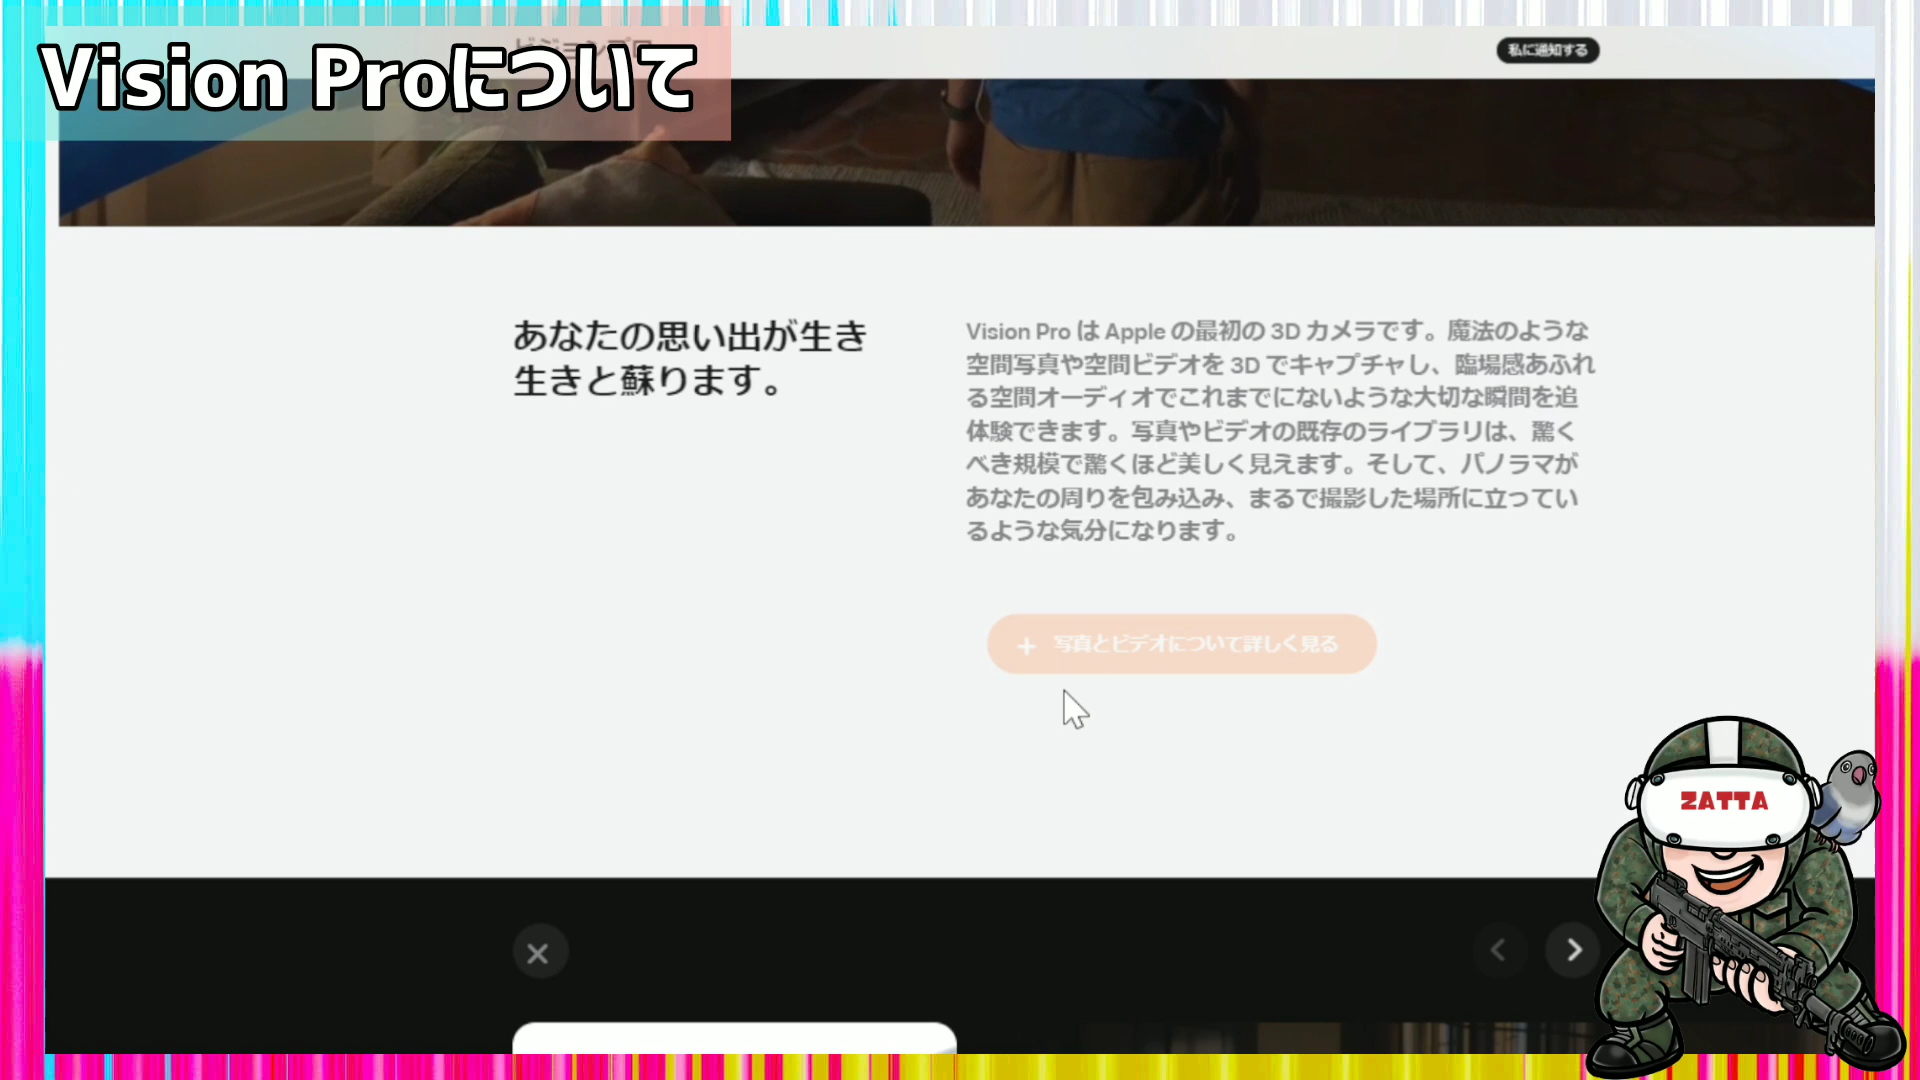 Vision Proについて
ビジョンプロ
私に通知する
あなたの思い出が生き
生きと蘇ります。
Vision Pro は Apple の最初の 3D カメラです。魔法のような
空間写真や空間ビデオを 3D でキャプチャし、臨場感あふれ
る空間オーディオでこれまでにないような大切な瞬間を追
体験できます。写真やビデオの既存のライブラリは、驚く
べき規模で驚くほど美しく見えます。そして、パノラマが
あなたの周りを包み込み、まるで撮影した場所に立ってい
るような気分になります。
+ 写真とビデオについて詳しく見る
ZATTA